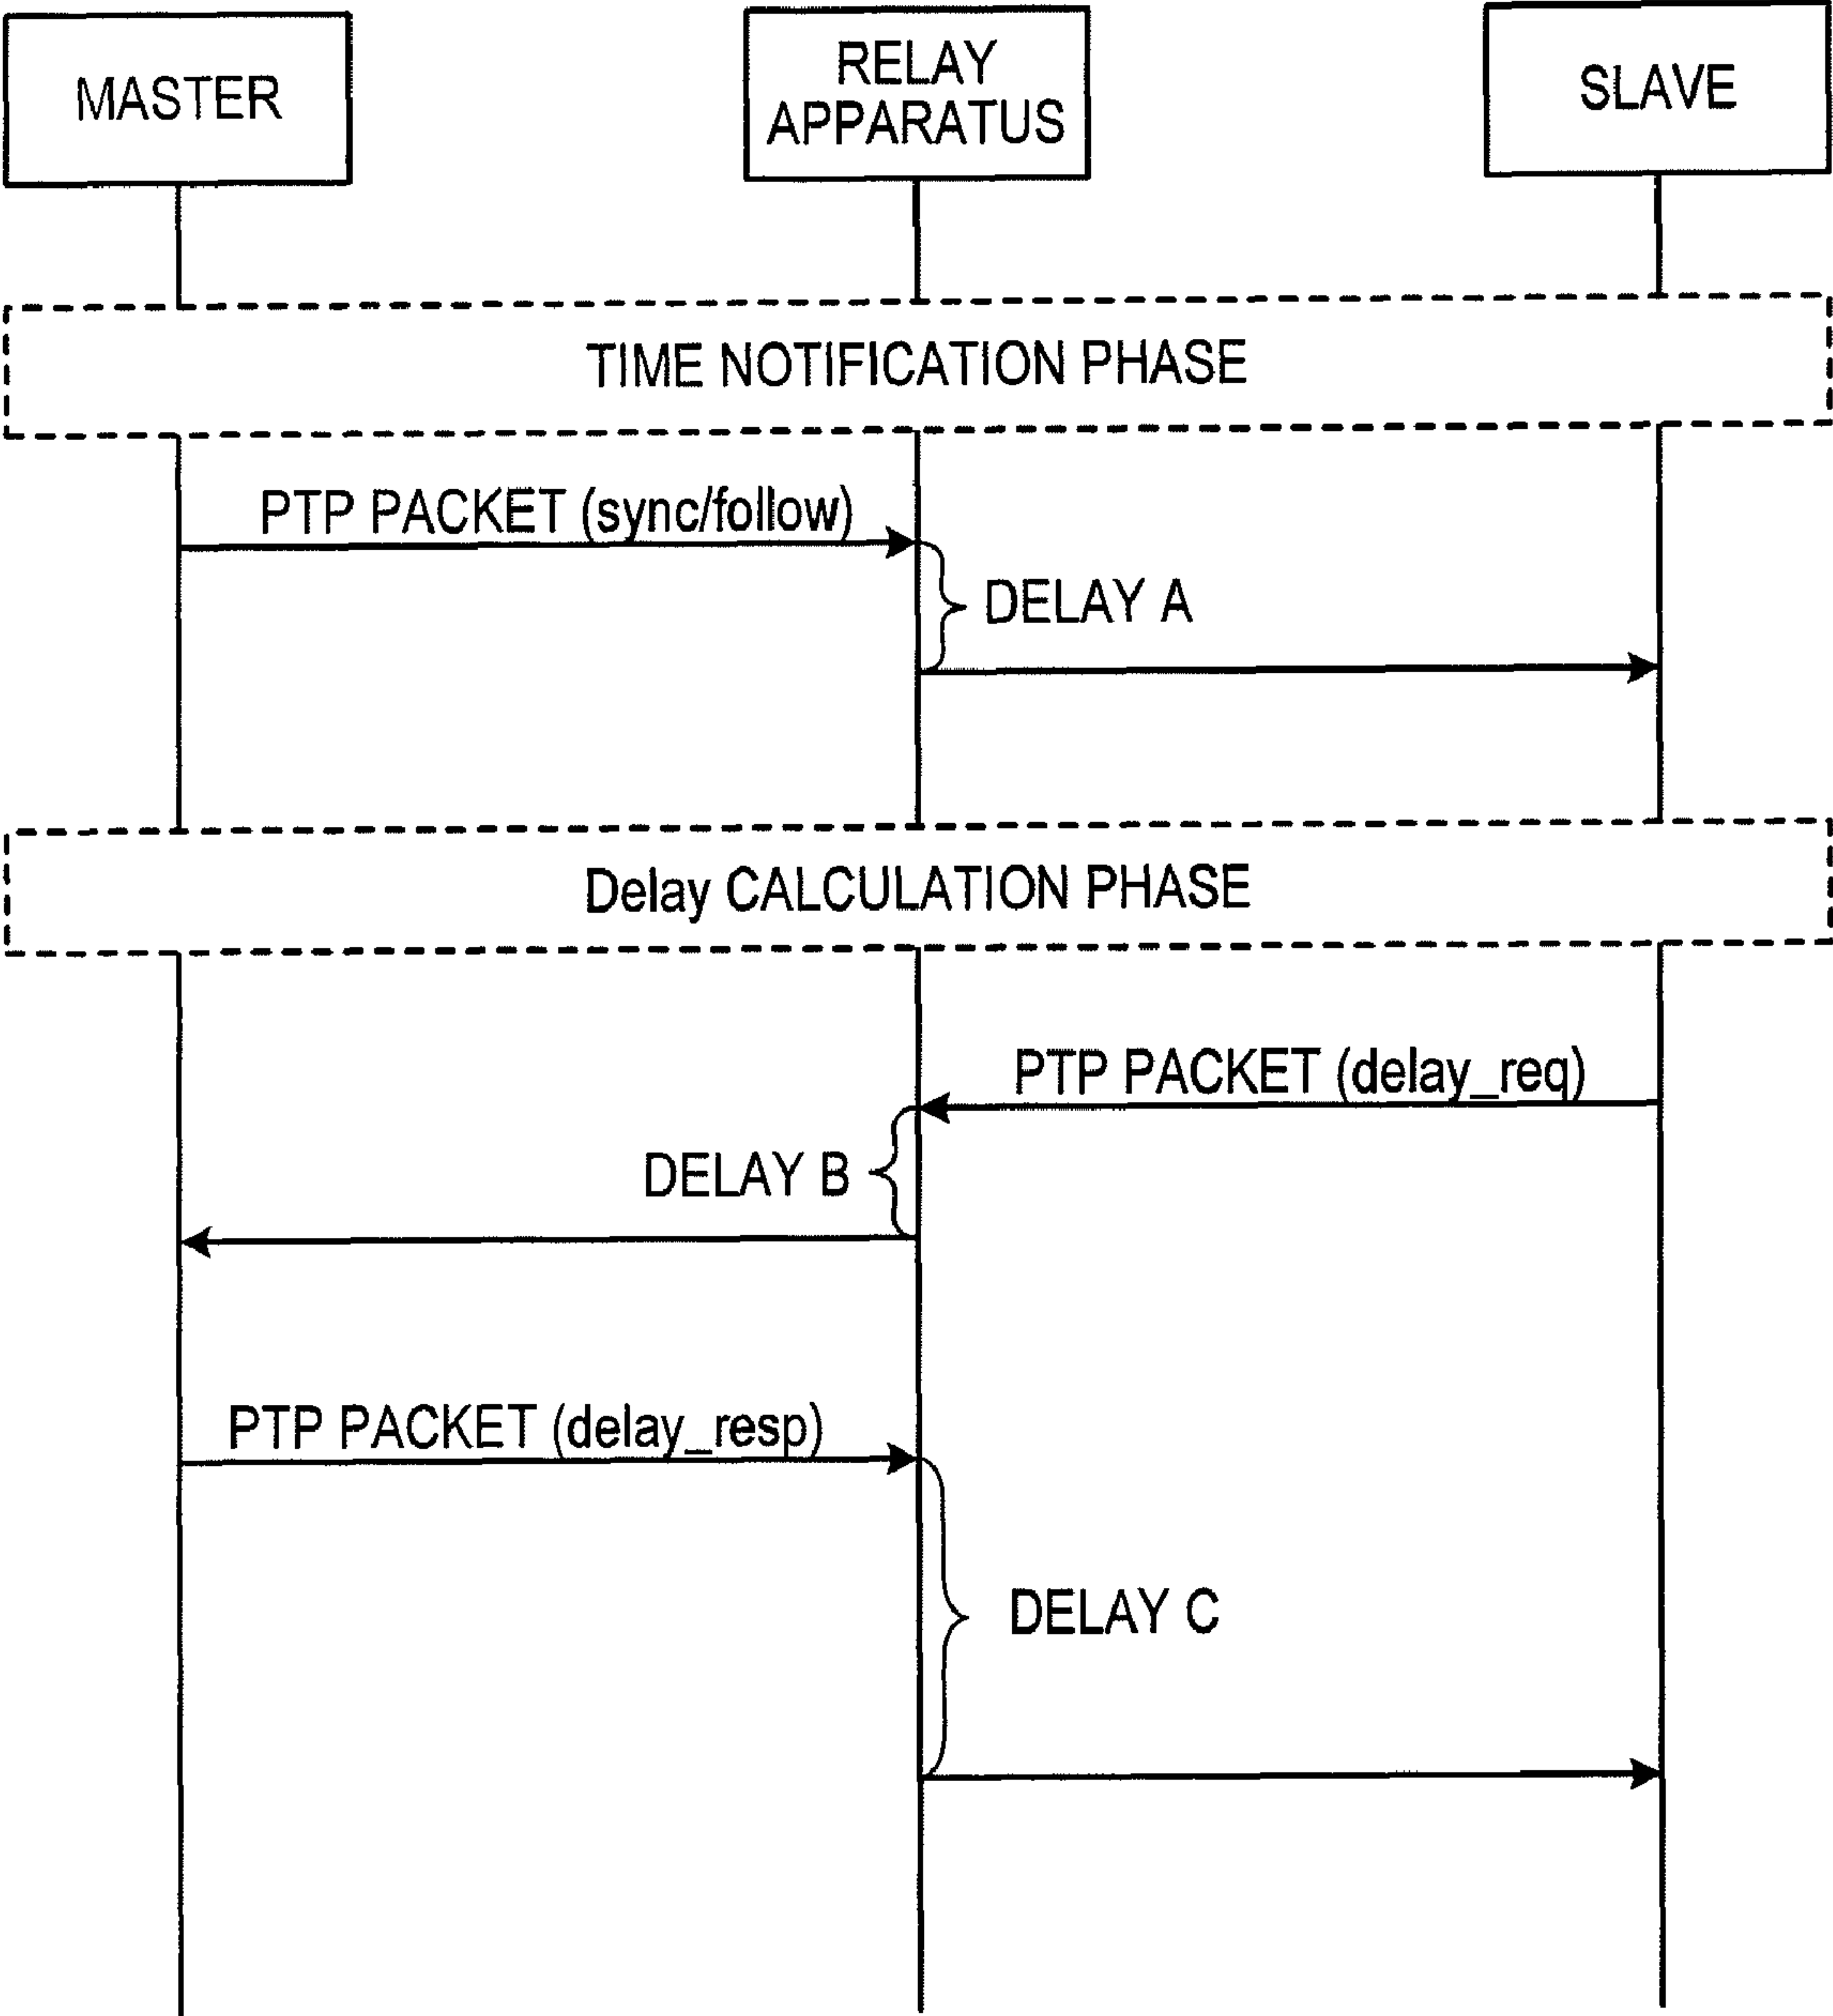 MASTER
RELAY
APPARATUS
SLAVE
TIME NOTIFICATION PHASE
PTP PACKET (sync/follow)
DELAY A
Delay CALCULATION PHASE
PTP PACKET (delay_req)
DELAY B
PTP PACKET (delay_resp)
DELAY C